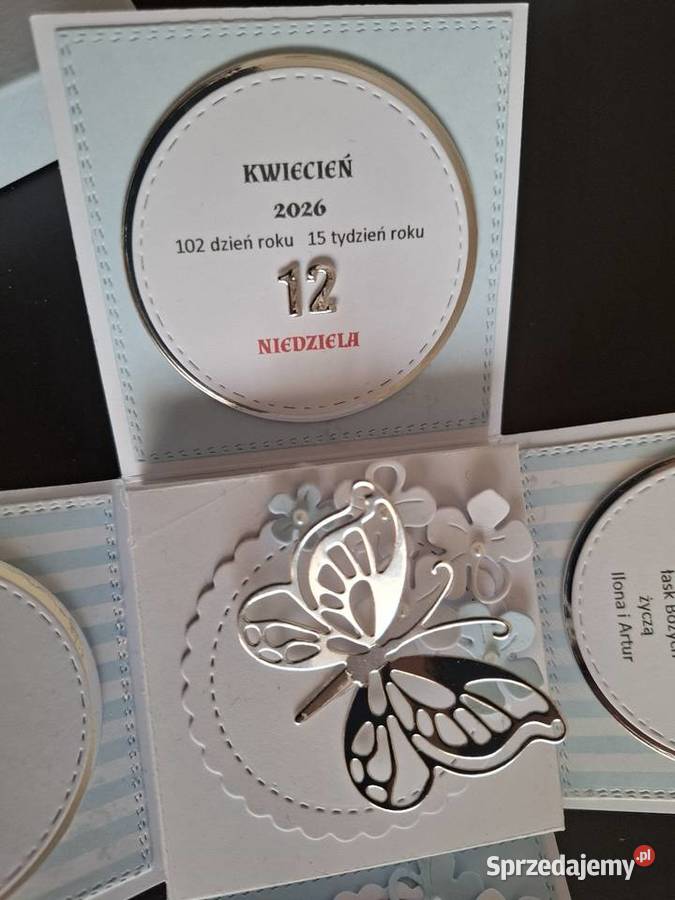 KWIECIEŃ
2026
102 dzień roku 15 tydzień roku
12
NIEDZIELA
łask Bożych
życzą
Ilona i Artur
Sprzedajemy.pl